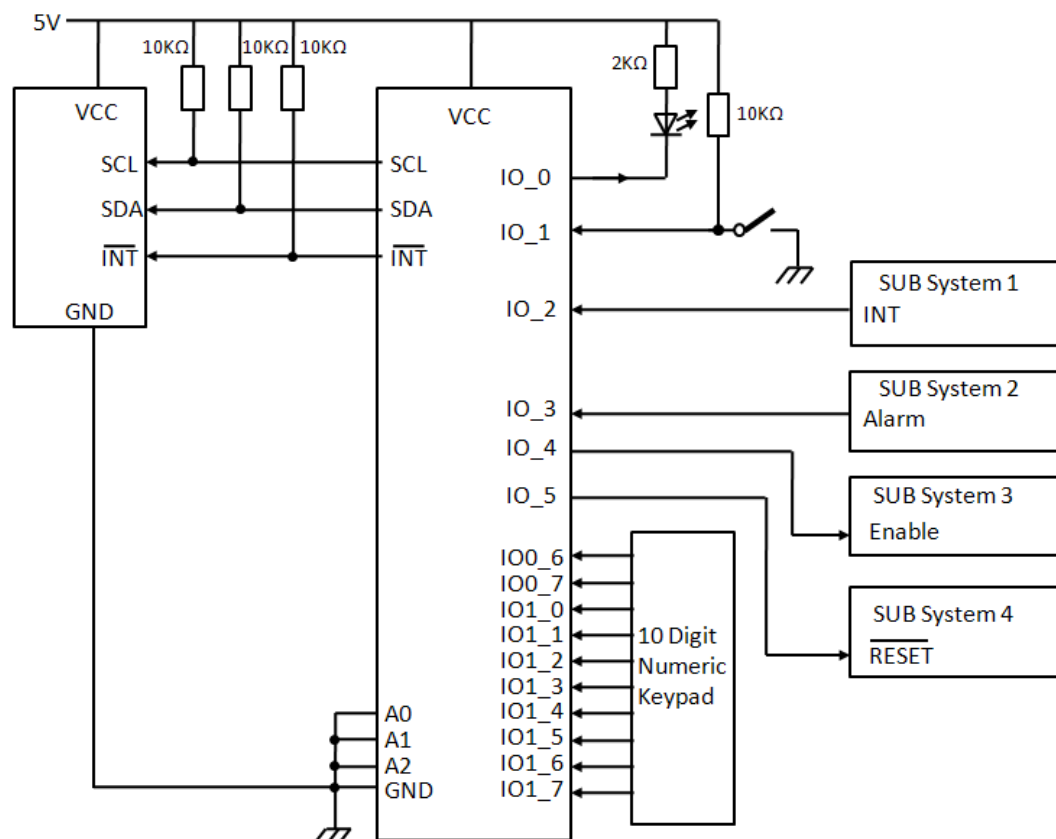 5V
10KΩ
10KΩ
10KΩ
2KΩ
10KΩ
VCC
SCL
SDA
INT
GND
VCC
SCL
SDA
INT
A0
A1
A2
GND
IO_0
IO_1
IO_2
IO_3
IO_4
IO_5
IO0_6
IO0_7
IO1_0
IO1_1
IO1_2
IO1_3
IO1_4
IO1_5
IO1_6
IO1_7
10 Digit
Numeric
Keypad
SUB System 1
INT
SUB System 2
Alarm
SUB System 3
Enable
SUB System 4
RESET